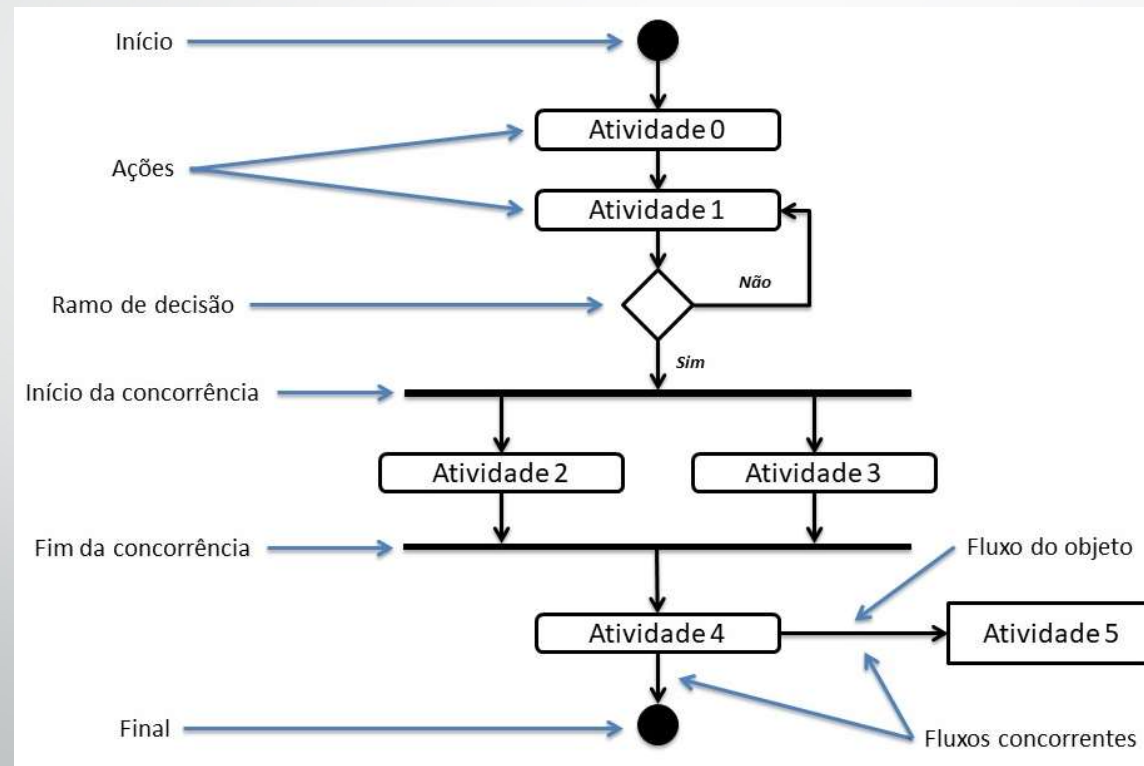 Início
Atividade 0
Ações
Atividade 1
Não
Ramo de decisão
Sim
Início da concorrência
Atividade 2
Atividade 3
Fim da concorrência
Fluxo do objeto
Atividade 4
Atividade 5
Final
Fluxos concorrentes